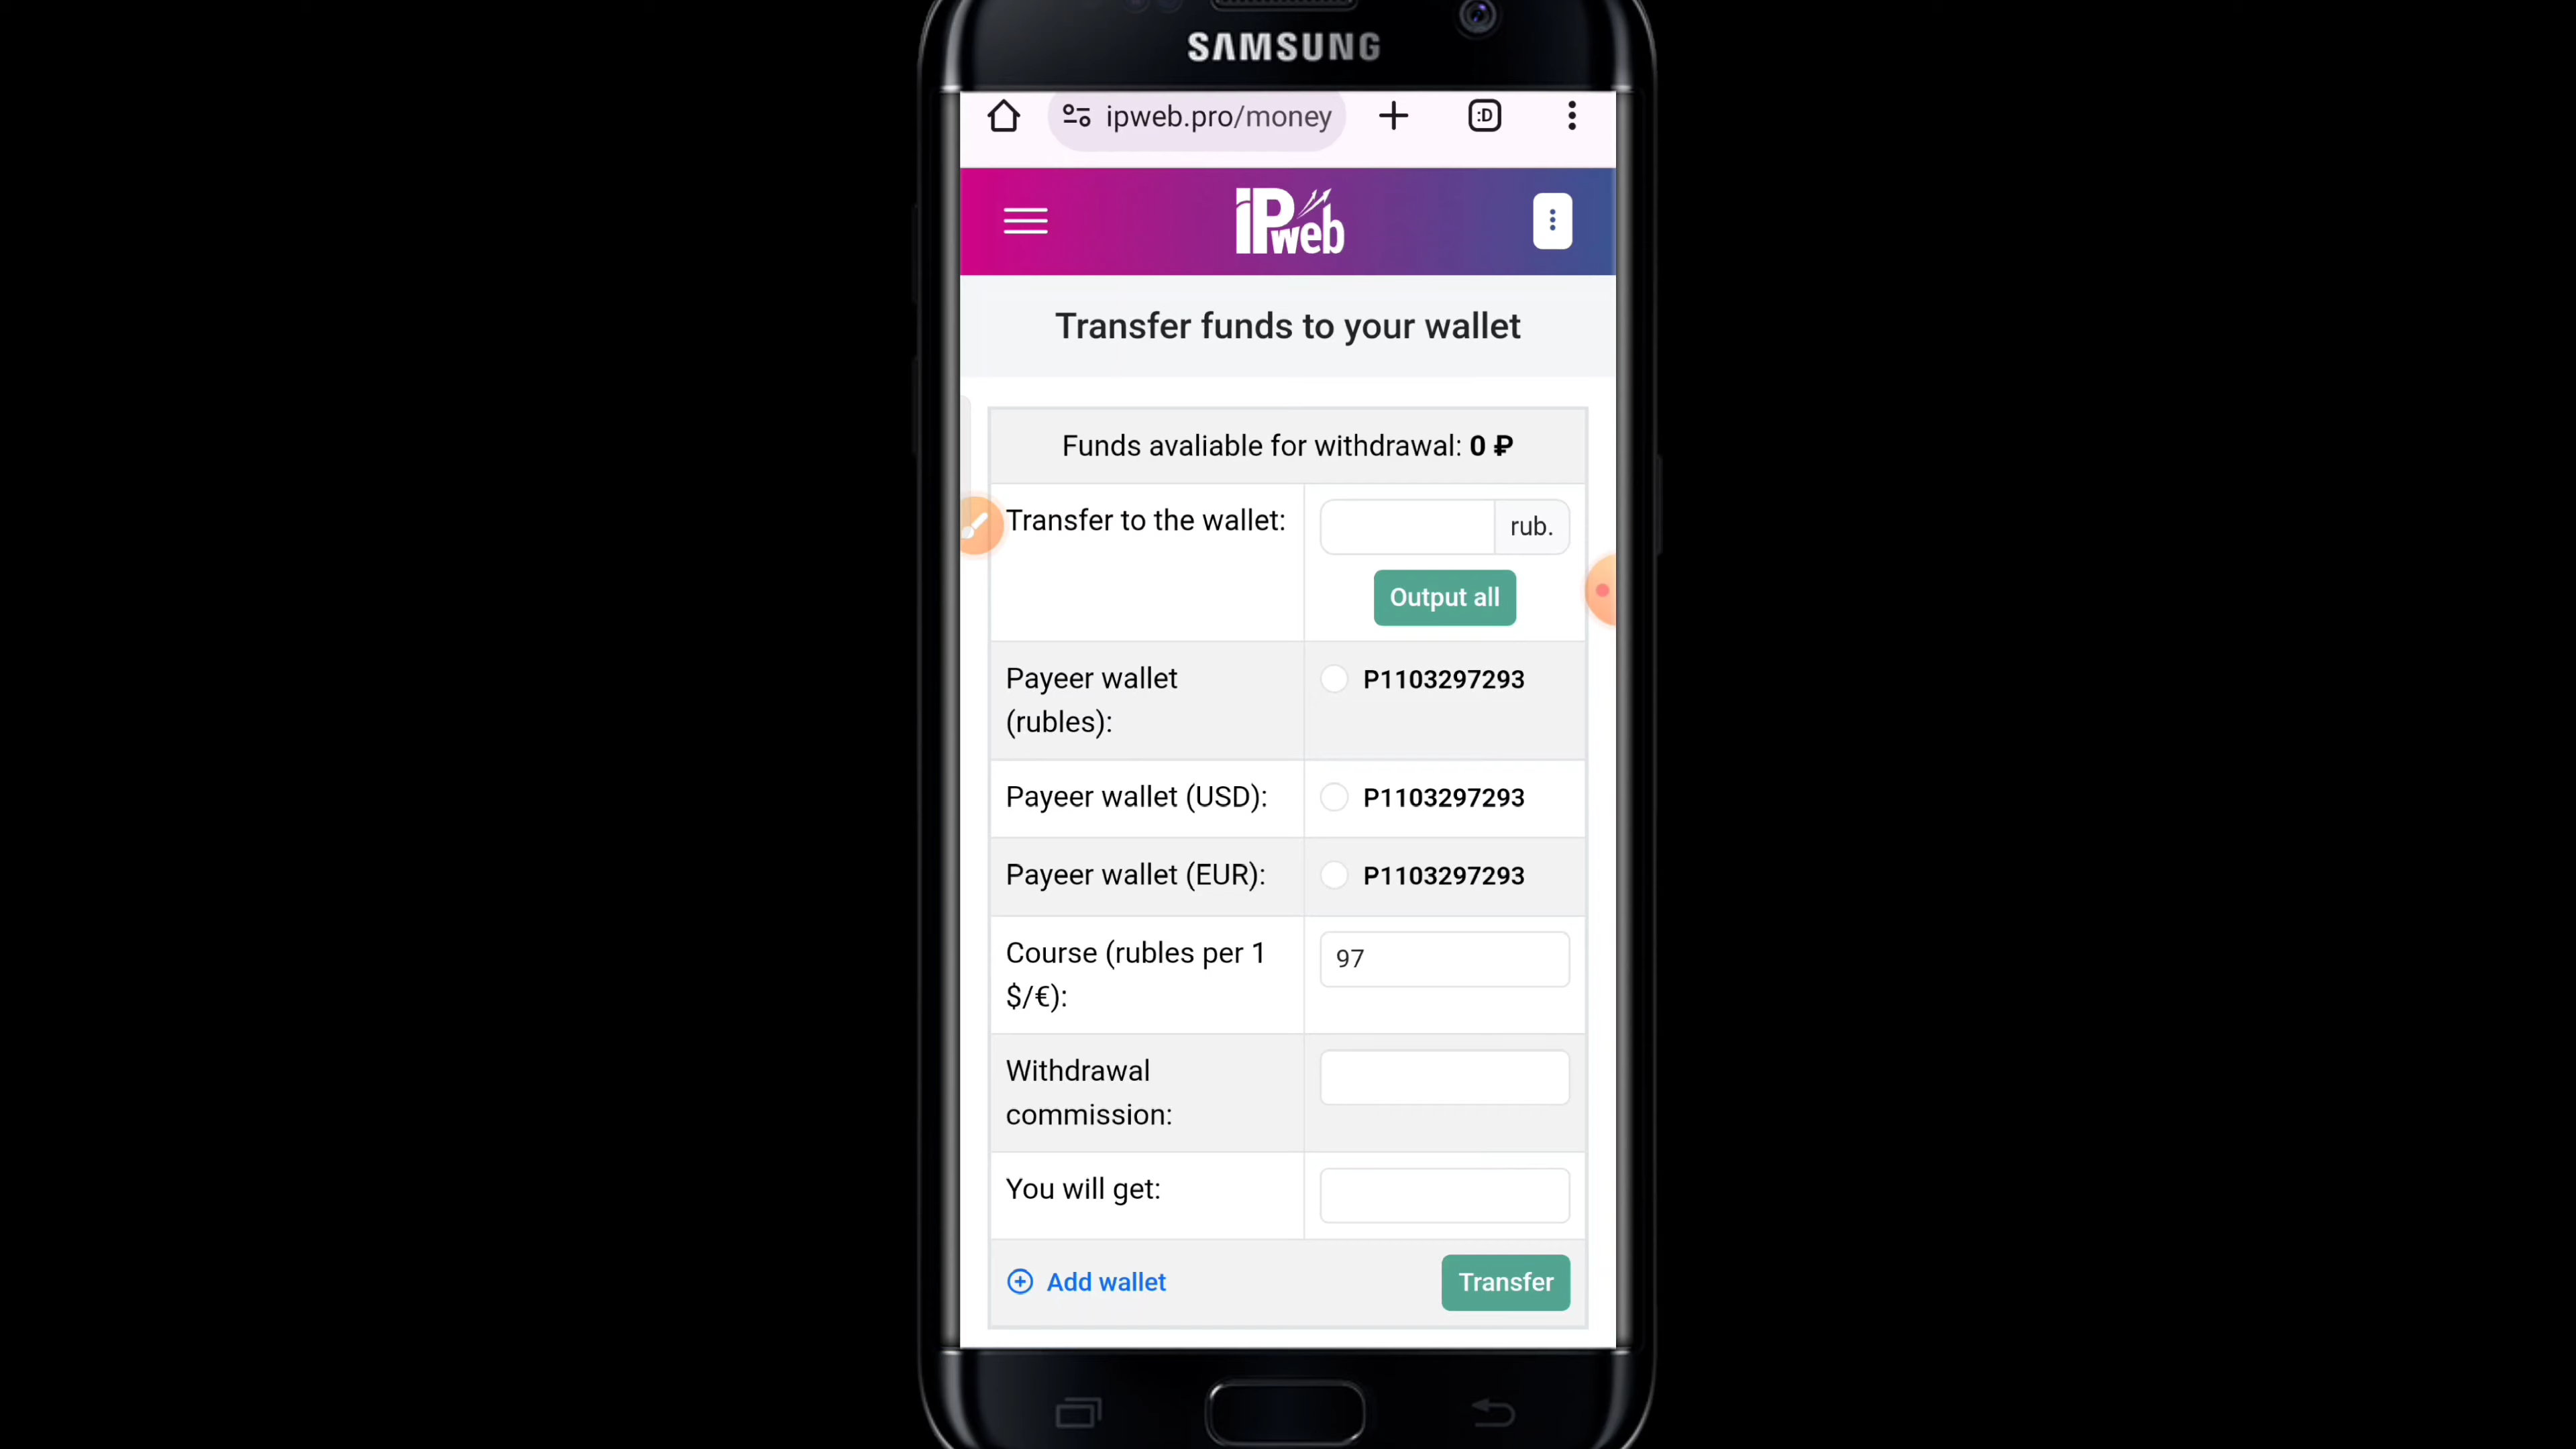 SAMSUNG
:D
ipweb.pro/money
iPweb
Transfer funds to your wallet
Funds avaliable for withdrawal: 0 ₽
Transfer to the wallet:
rub.
Output all
Payeer wallet
(rubles):
P1103297293
Payeer wallet (USD):
P1103297293
Payeer wallet (EUR):
P1103297293
Course (rubles per 1
$/€):
97
Withdrawal
commission:
You will get:
Add wallet
Transfer